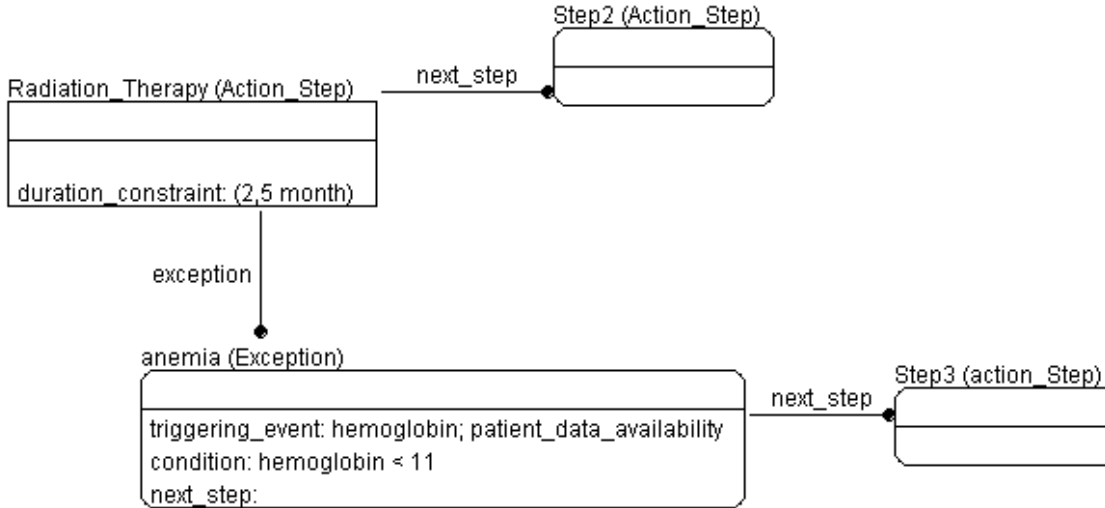 Step2 (Action_Step)
next_step
Radiation_Therapy (Action_Step)
duration_constraint: (2,5 month)
exception
anemia (Exception)
Step3 (action_Step)
next_step
triggering_event: hemoglobin; patient_data_availability
condition: hemoglobin < 11
next_step: